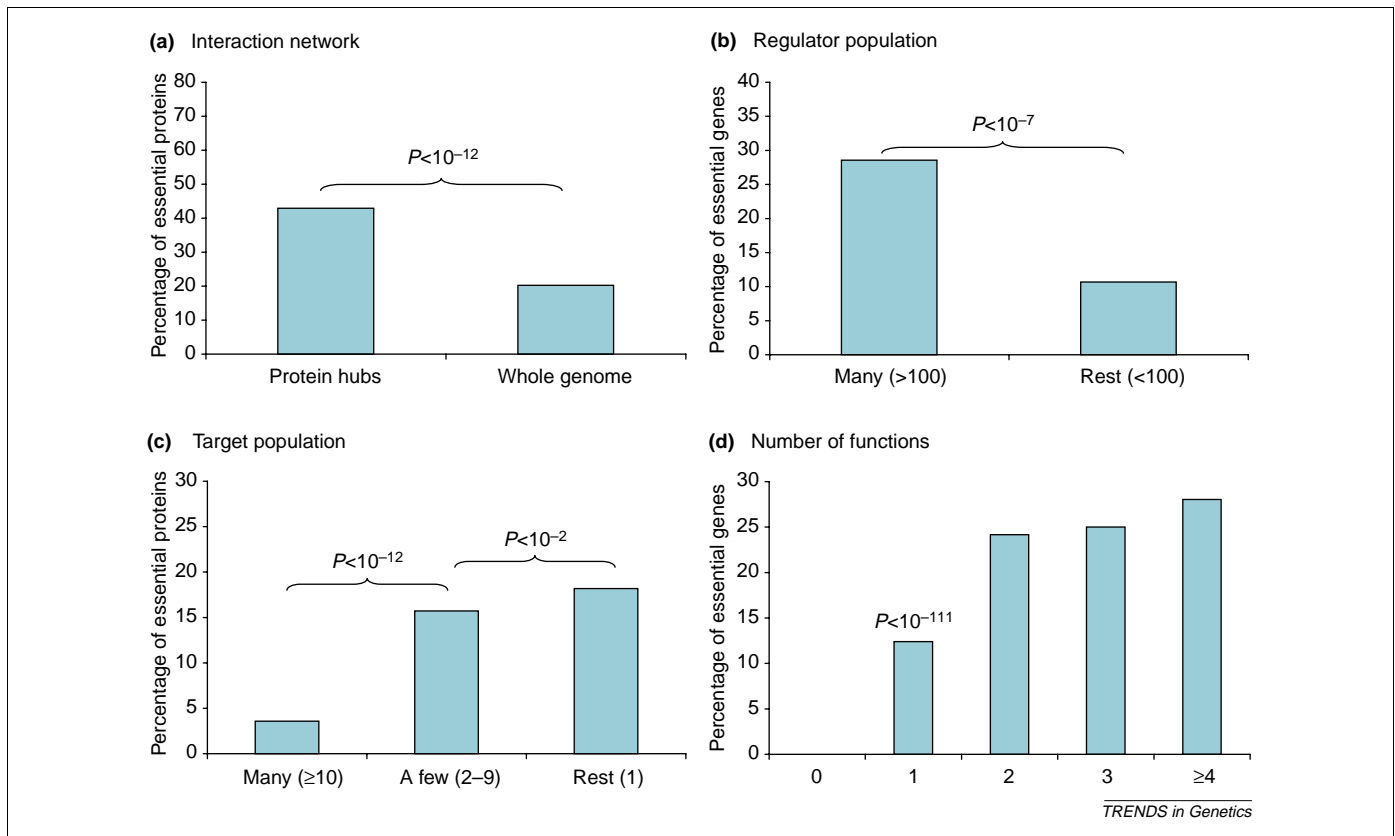 (a) Interaction network
Percentage of essential proteins
80
70
60
50
40
30
20
10
0
P<10–12
Protein hubs
Whole genome
(b) Regulator population
Percentage of essential genes
40
35
30
25
20
15
10
5
0
P<10–7
Many (>100)
Rest (<100)
(c) Target population
Percentage of essential proteins
30
25
20
15
10
5
0
P<10–12
P<10–2
Many (≥10)
A few (2–9)
Rest (1)
(d) Number of functions
Percentage of essential genes
30
25
20
15
10
5
0
P<10–111
0
1
2
3
≥4
TRENDS in Genetics